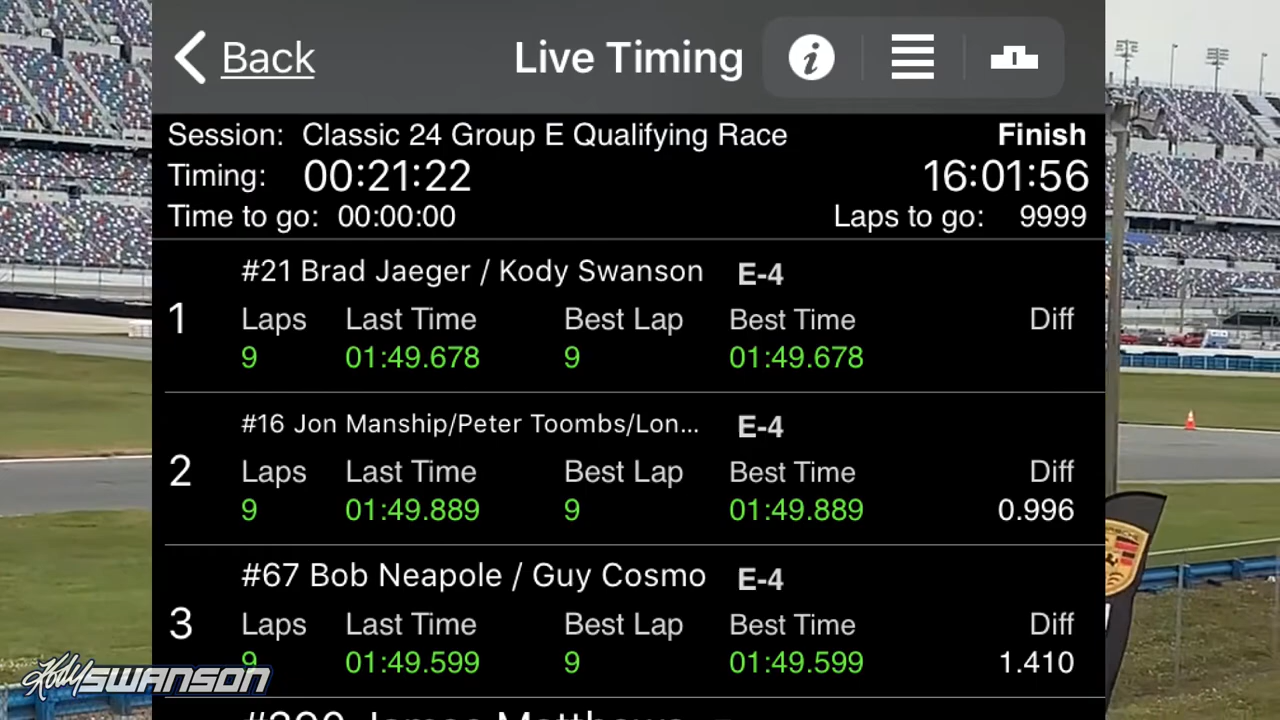 Back Live Timing i
Session: Classic 24 Group E Qualifying Race Finish
Timing: 00:21:22 16:01:56
Time to go: 00:00:00 Laps to go: 9999
#21 Brad Jaeger / Kody Swanson E-4
1 Laps Last Time Best Lap Best Time Diff
9 01:49.678 9 01:49.678
#16 Jon Manship/Peter Toombs/Lon... E-4
2 Laps Last Time Best Lap Best Time Diff
9 01:49.889 9 01:49.889 0.996
#67 Bob Neapole / Guy Cosmo E-4
3 Laps Last Time Best Lap Best Time Diff
9 01:49.599 9 01:49.599 1.410
Kody SWANSON
James Matthews
PORSCHE